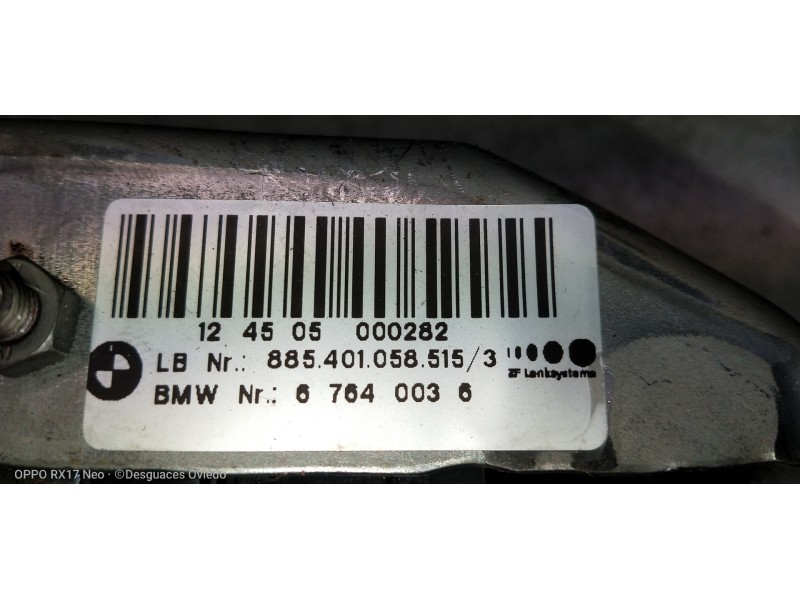 12 45 05 000282
LB Nr.: 885.401.058.515/3
ZF Lenksysteme
BMW Nr.: 6 764 003 6
OPPO RX17 Neo · ©Desguaces Oviedo